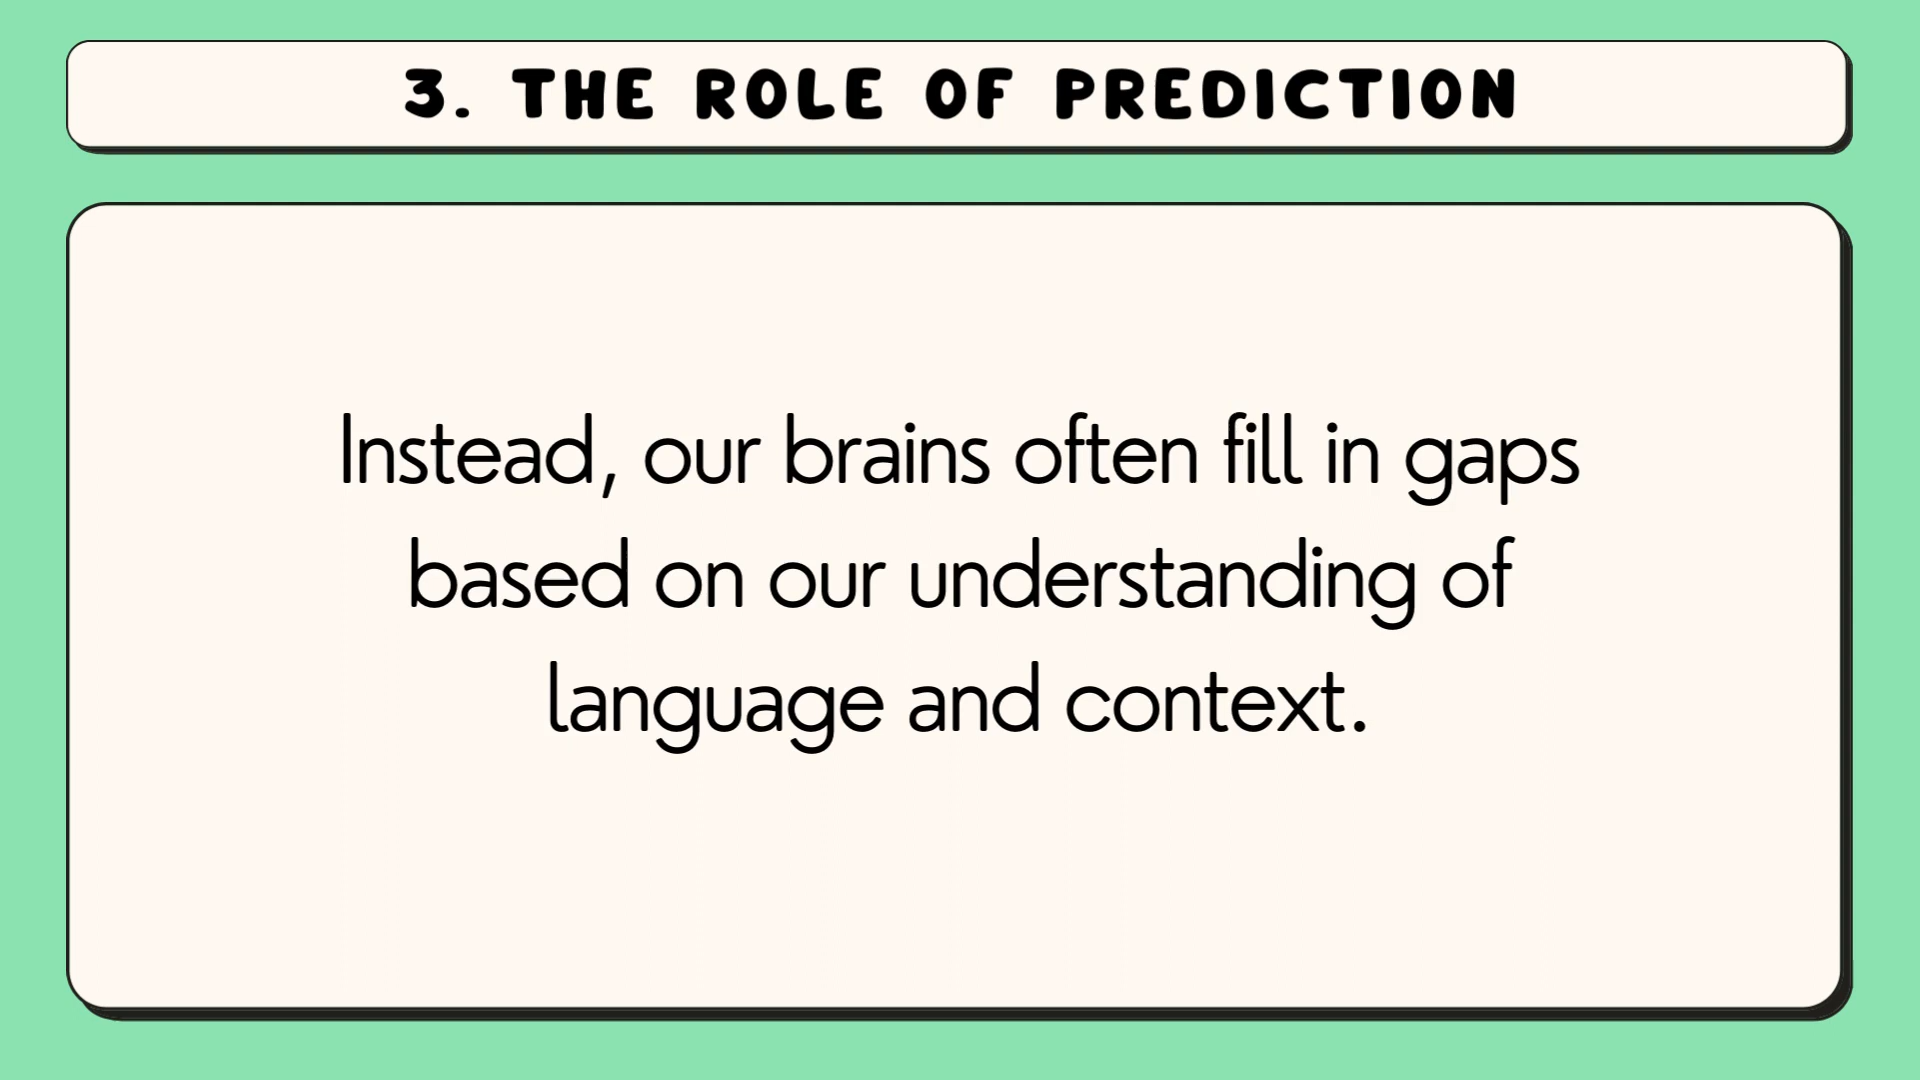 3. THE ROLE OF PREDICTION
Instead, our brains often fill in gaps
based on our understanding of
language and context.